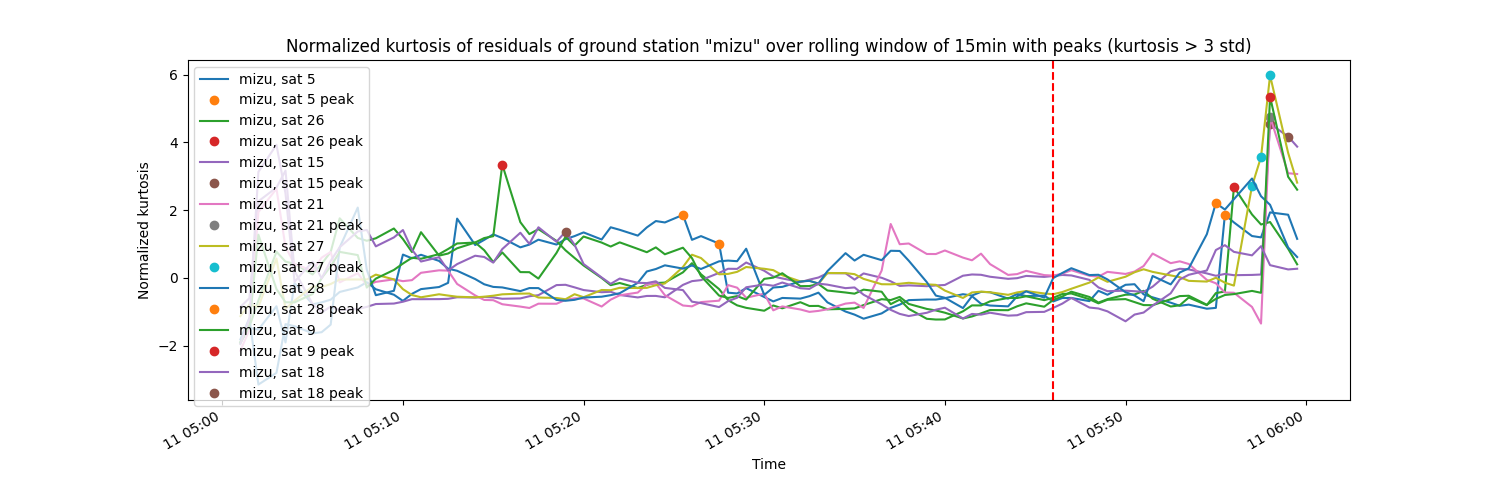 Normalized kurtosis of residuals of ground station "mizu" over rolling window of 15min with peaks (kurtosis > 3 std)
Normalized kurtosis
6
4
2
0
−2
mizu, sat 5
mizu, sat 5 peak
mizu, sat 26
mizu, sat 26 peak
mizu, sat 15
mizu, sat 15 peak
mizu, sat 21
mizu, sat 21 peak
mizu, sat 27
mizu, sat 27 peak
mizu, sat 28
mizu, sat 28 peak
mizu, sat 9
mizu, sat 9 peak
mizu, sat 18
mizu, sat 18 peak
11 05:00
11 05:10
11 05:20
11 05:30
11 05:40
11 05:50
11 06:00
Time